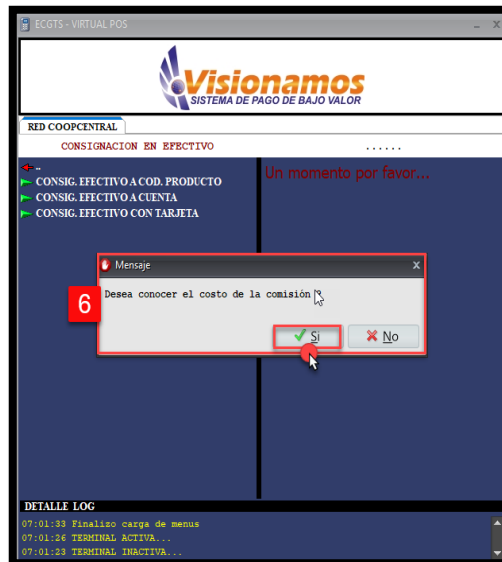 ECGTS - VIRTUAL POS
Visionamos
SISTEMA DE PAGO DE BAJO VALOR
RED COOPCENTRAL
CONSIGNACION EN EFECTIVO ......
..
CONSIG. EFECTIVO A COD. PRODUCTO
CONSIG. EFECTIVO A CUENTA
CONSIG. EFECTIVO CON TARJETA
Un momento por favor...
Mensaje
6
Desea conocer el costo de la comisión ?
Si
No
DETALLE LOG
07:01:33 Finalizo carga de menus
07:01:26 TERMINAL ACTIVA...
07:01:23 TERMINAL INACTIVA...